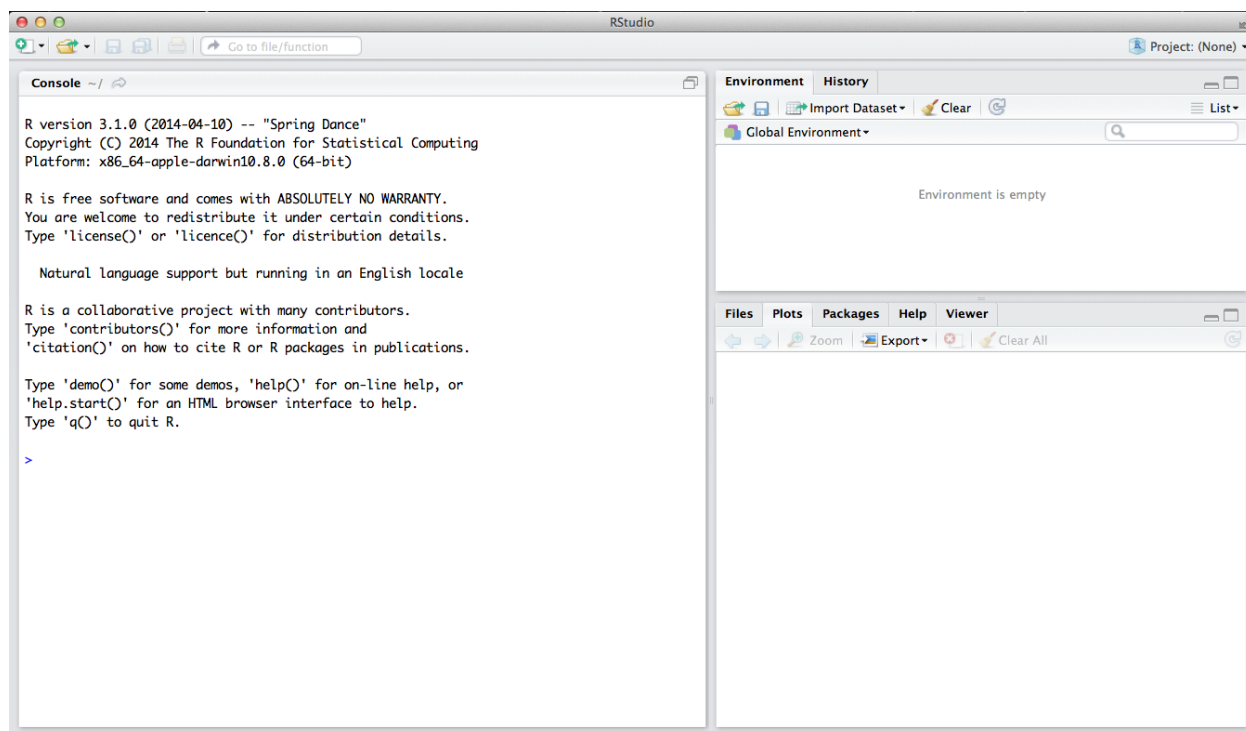 RStudio
Go to file/function
Project: (None)
Console ~/
R version 3.1.0 (2014-04-10) -- "Spring Dance"
Copyright (C) 2014 The R Foundation for Statistical Computing
Platform: x86_64-apple-darwin10.8.0 (64-bit)
R is free software and comes with ABSOLUTELY NO WARRANTY.
You are welcome to redistribute it under certain conditions.
Type 'license()' or 'licence()' for distribution details.
Natural language support but running in an English locale
R is a collaborative project with many contributors.
Type 'contributors()' for more information and
'citation()' on how to cite R or R packages in publications.
Type 'demo()' for some demos, 'help()' for on-line help, or
'help.start()' for an HTML browser interface to help.
Type 'q()' to quit R.
>
Environment History
Import Dataset Clear List
Global Environment
Environment is empty
Files Plots Packages Help Viewer
Zoom Export Clear All